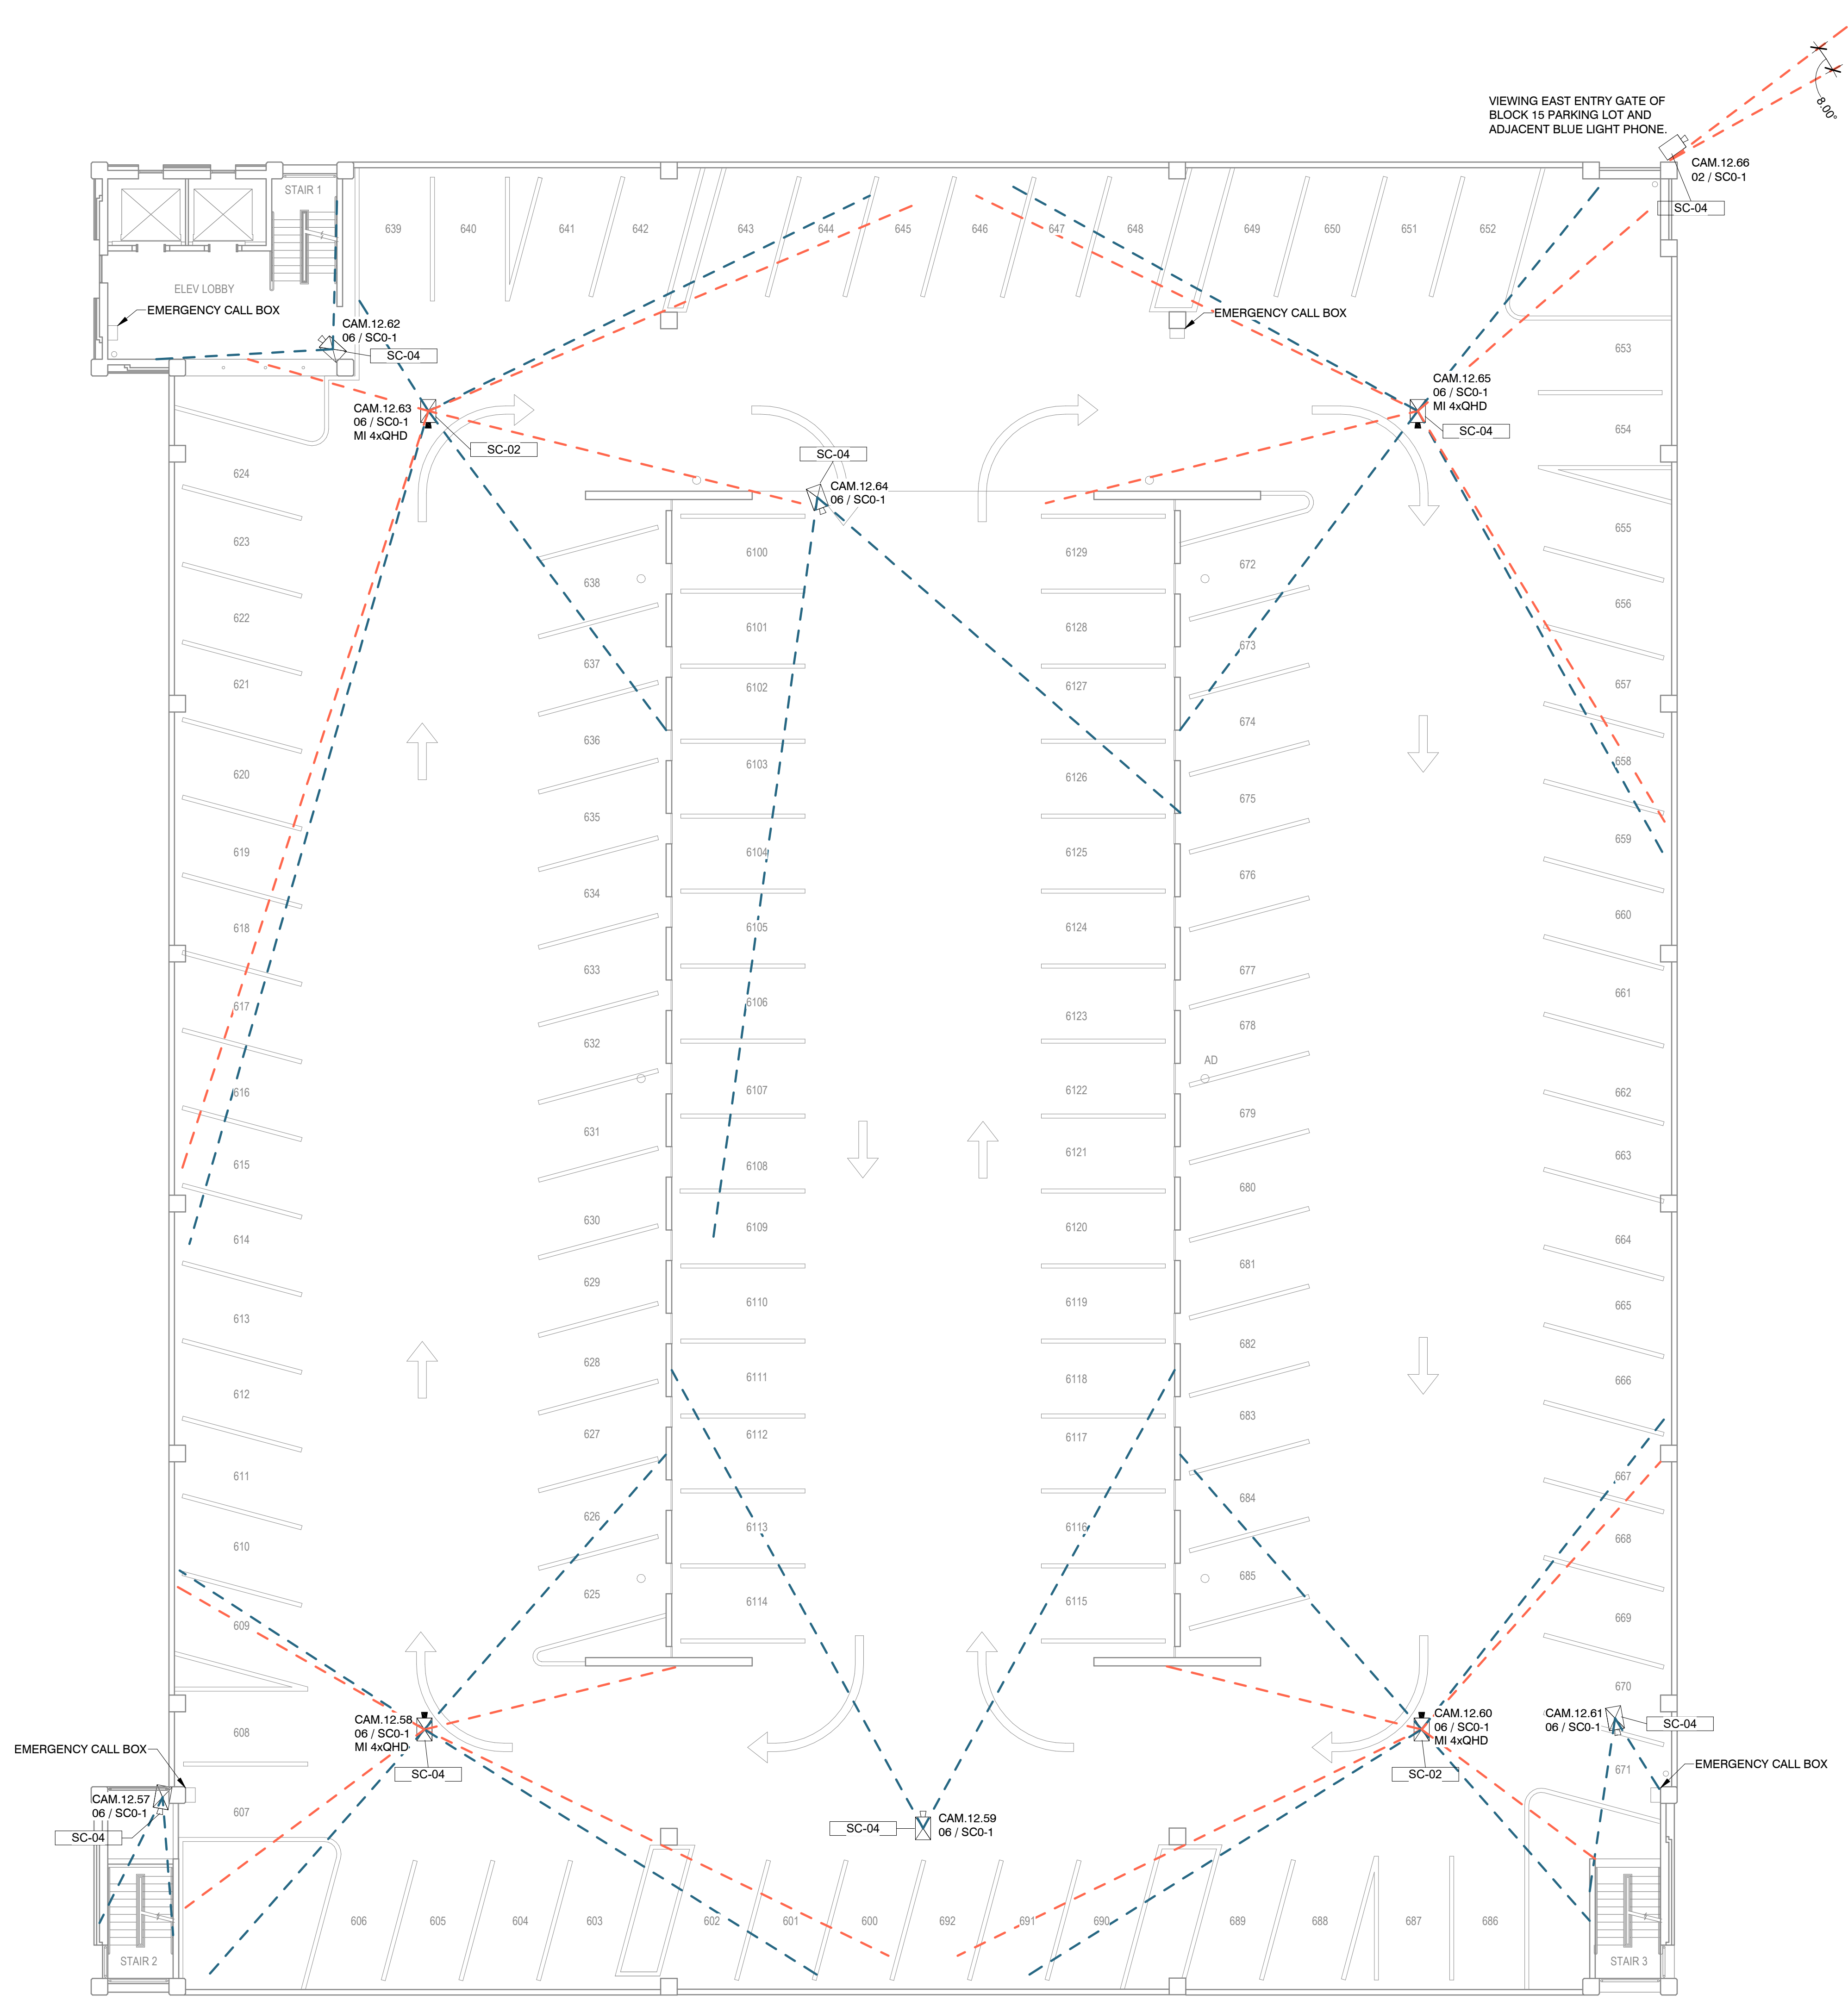 VIEWING EAST ENTRY GATE OF
BLOCK 15 PARKING LOT AND
ADJACENT BLUE LIGHT PHONE.
8.00°
CAM.12.66
02 / SC0-1
SC-04
STAIR 1
ELEV LOBBY
EMERGENCY CALL BOX
CAM.12.62
06 / SC0-1
SC-04
639
640
641
642
643
644
645
646
647
648
649
650
651
652
EMERGENCY CALL BOX
653
654
CAM.12.63
06 / SC0-1
MI 4xQHD
SC-02
SC-04
CAM.12.64
06 / SC0-1
CAM.12.65
06 / SC0-1
MI 4xQHD
SC-04
624
623
622
621
620
619
618
617
616
615
614
613
612
611
610
609
608
607
638
637
636
635
634
633
632
631
630
629
628
627
626
625
6100
6101
6102
6103
6104
6105
6106
6107
6108
6109
6110
6111
6112
6113
6114
6129
6128
6127
6126
6125
6124
6123
6122
6121
6120
6119
6118
6117
6116
6115
672
673
674
675
676
677
678
AD
679
680
681
682
683
684
685
655
656
657
658
659
660
661
662
663
664
665
666
667
668
669
670
671
CAM.12.58
06 / SC0-1
MI 4xQHD
SC-04
CAM.12.60
06 / SC0-1
MI 4xQHD
SC-02
CAM.12.61
06 / SC0-1
SC-04
EMERGENCY CALL BOX
EMERGENCY CALL BOX
CAM.12.57
06 / SC0-1
SC-04
SC-04
CAM.12.59
06 / SC0-1
606
605
604
603
602
601
600
692
691
690
689
688
687
686
STAIR 2
STAIR 3